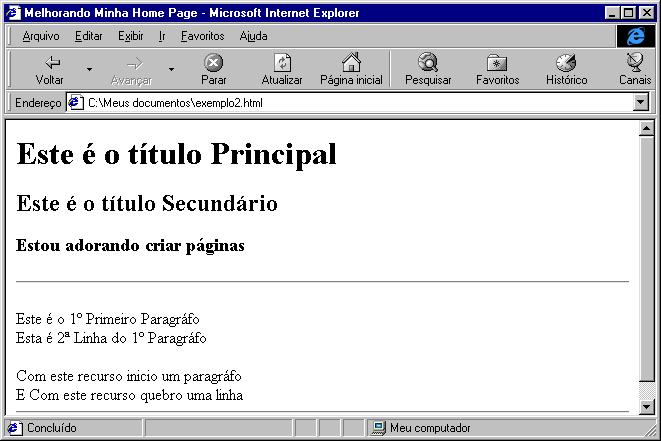 Melhorando Minha Home Page - Microsoft Internet Explorer
Arquivo Editar Exibir Ir Favoritos Ajuda
Voltar Avançar Parar Atualizar Página inicial Pesquisar Favoritos Histórico Canais
Endereço C:\Meus documentos\exemplo2.html
Este é o título Principal
Este é o título Secundário
Estou adorando criar páginas
Este é o 1º Primeiro Paragráfo
Esta é 2ª Linha do 1º Paragráfo
Com este recurso inicio um paragráfo
E Com este recurso quebro uma linha
Concluído Meu computador